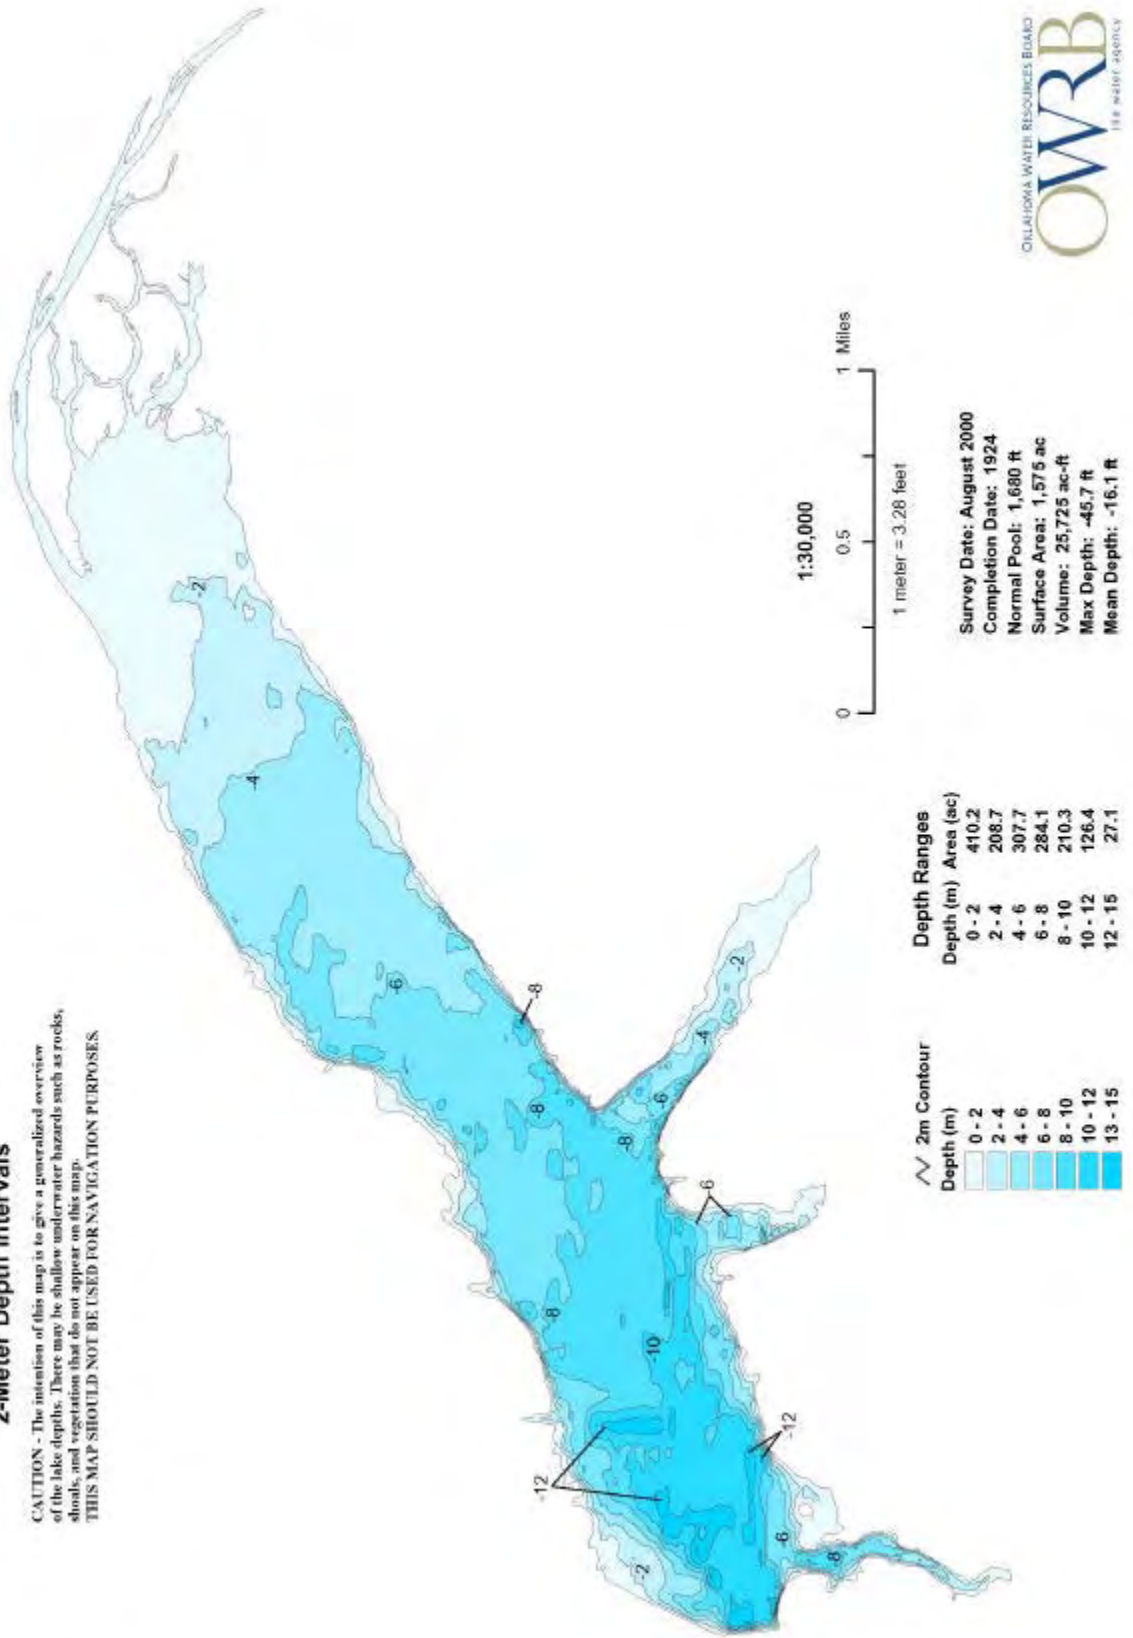 2-Meter Depth Intervals
CAUTION - The intention of this map is to give a generalized overview
of the lake depths. There may be shallow underwater hazards such as rocks,
shoals, and vegetation that do not appear on this map.
THIS MAP SHOULD NOT BE USED FOR NAVIGATION PURPOSES.
-2
-4
-6
-8
-8
-8
-8
-6
-4
-2
-6
-10
-12
-12
-2
-6
-8
2m Contour
Depth (m)
0 - 2
2 - 4
4 - 6
6 - 8
8 - 10
10 - 12
13 - 15
Depth Ranges
Depth (m) Area (ac)
0 - 2 410.2
2 - 4 208.7
4 - 6 307.7
6 - 8 284.1
8 - 10 210.3
10 - 12 126.4
12 - 15 27.1
1:30,000
0 0.5 1 Miles
1 meter = 3.28 feet
Survey Date: August 2000
Completion Date: 1924
Normal Pool: 1,680 ft
Surface Area: 1,575 ac
Volume: 25,725 ac-ft
Max Depth: -45.7 ft
Mean Depth: -16.1 ft
OKLAHOMA WATER RESOURCES BOARD
OWRB
the water agency